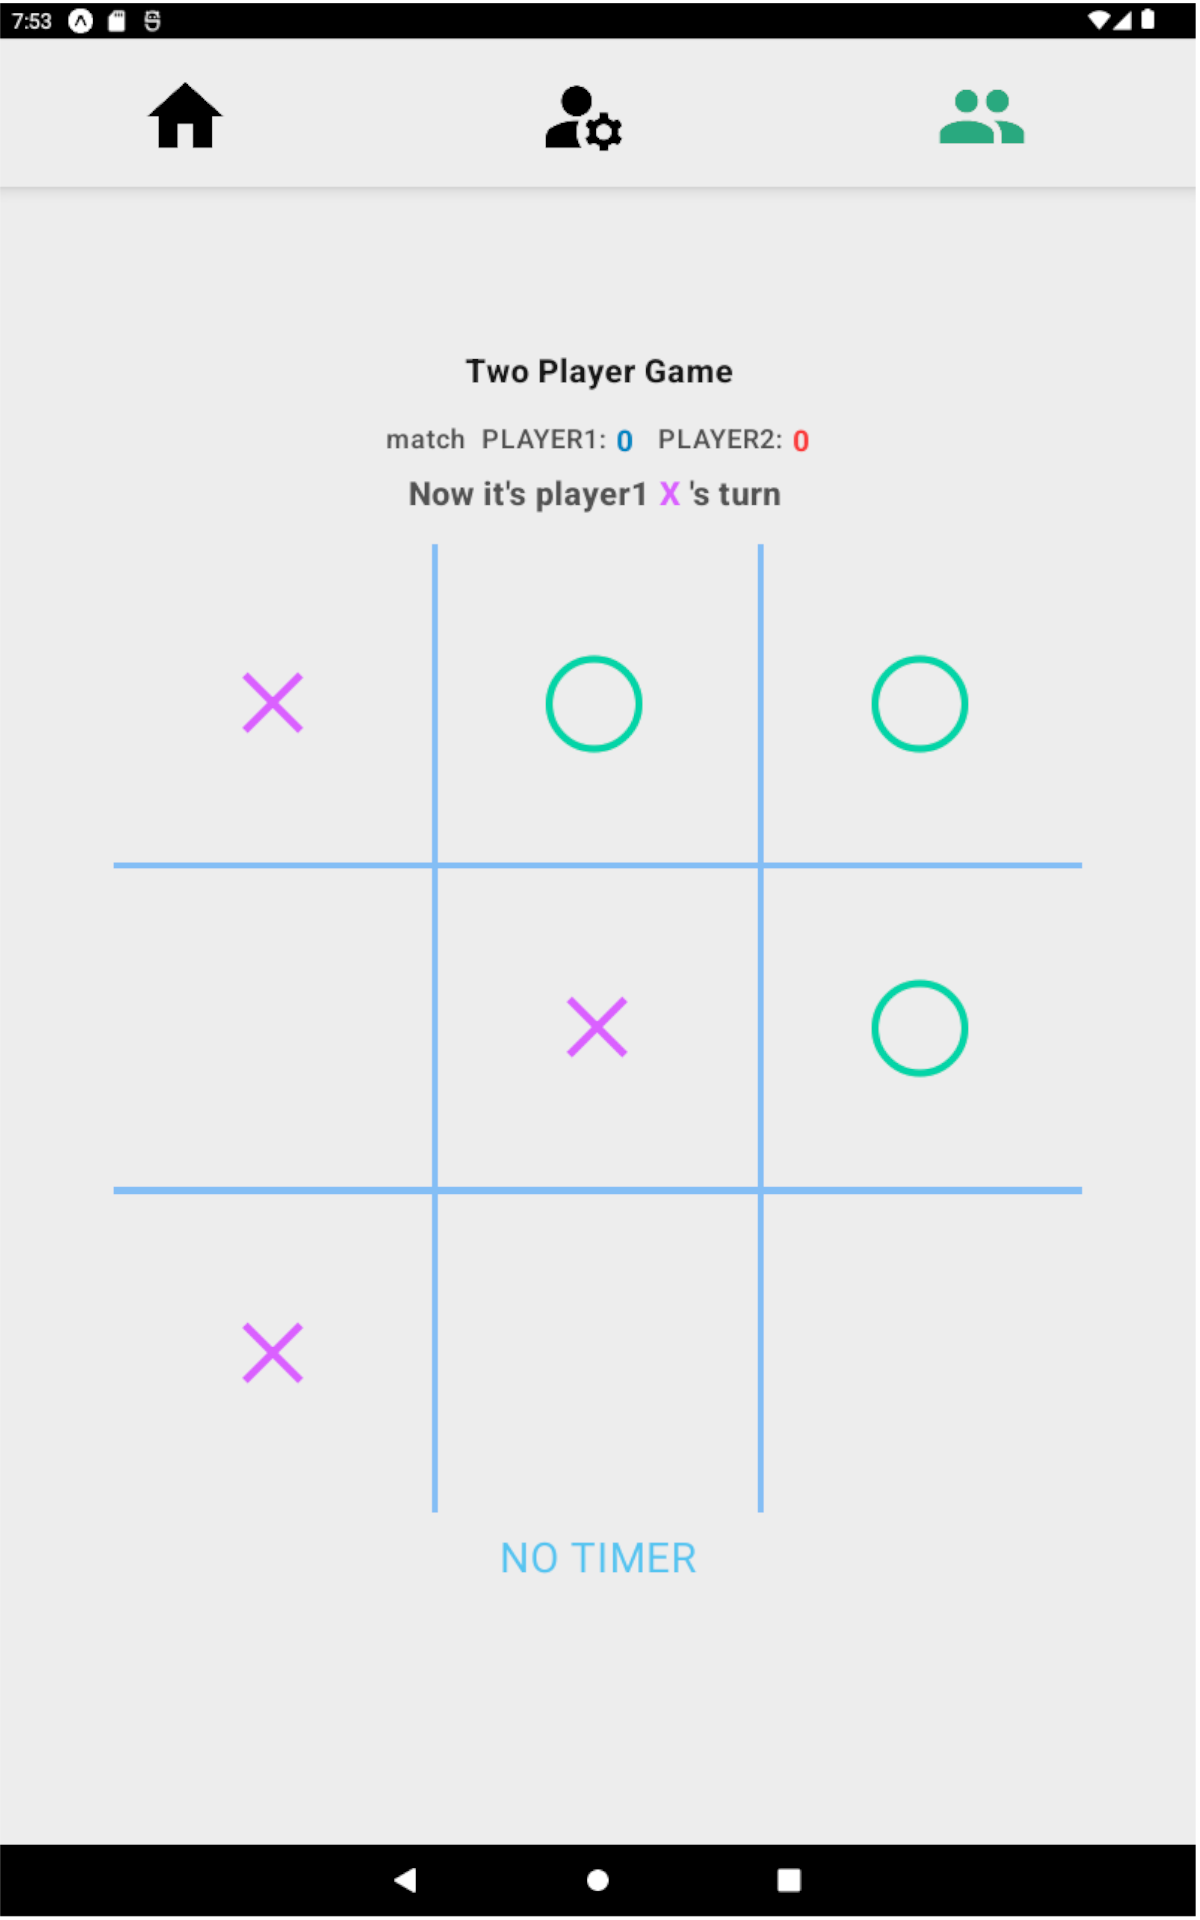 7:53
Two Player Game
match PLAYER1: 0 PLAYER2: 0
Now it's player1 X 's turn
NO TIMER